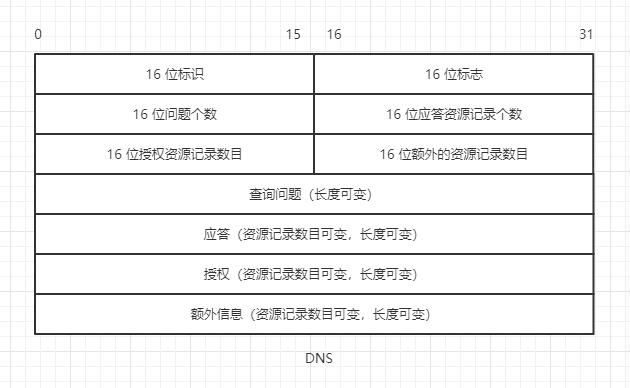 0 15 16 31
16 位标识 16 位标志
16 位问题个数 16 位应答资源记录个数
16 位授权资源记录数目 16 位额外的资源记录数目
查询问题（长度可变）
应答（资源记录数目可变，长度可变）
授权（资源记录数目可变，长度可变）
额外信息（资源记录数目可变，长度可变）
DNS